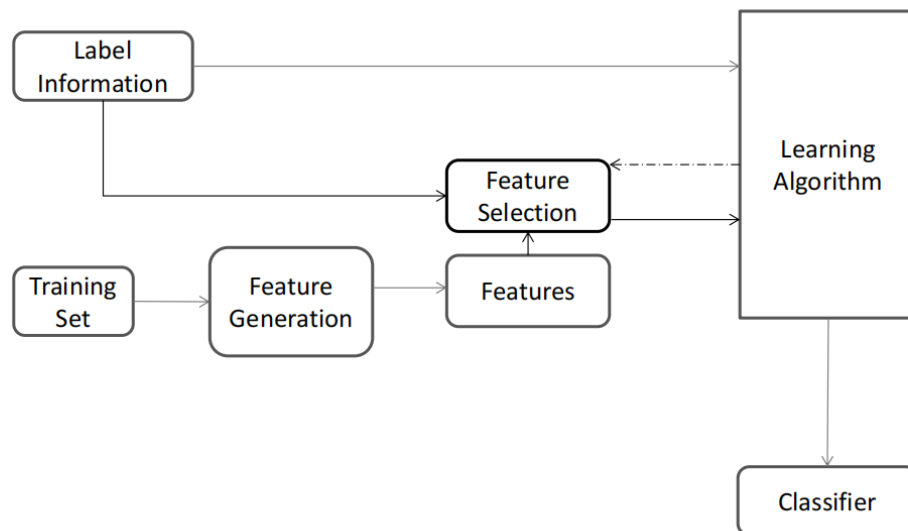 Label
Information
Learning
Algorithm
Feature
Selection
Training
Set
Feature
Generation
Features
Classifier